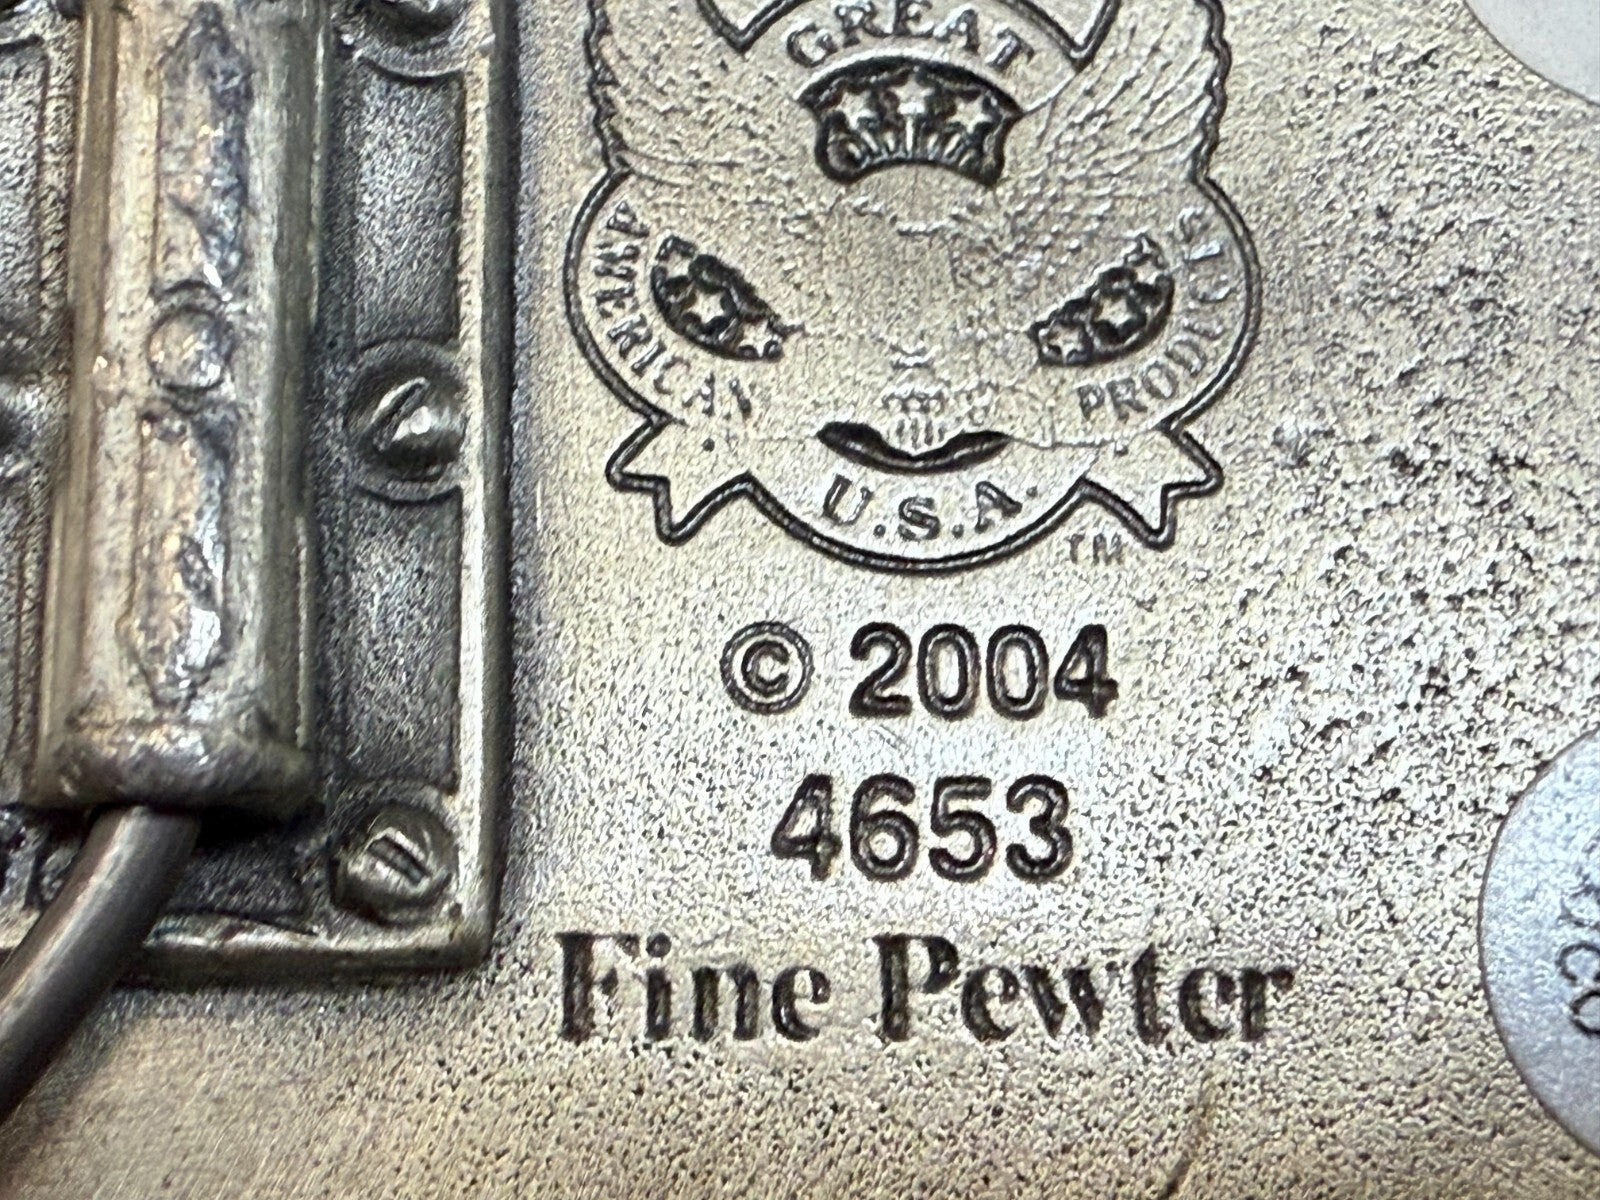 GREAT
AMERICAN PRODUCTS
U.S.A.
TM
© 2004
4653
Fine Pewter